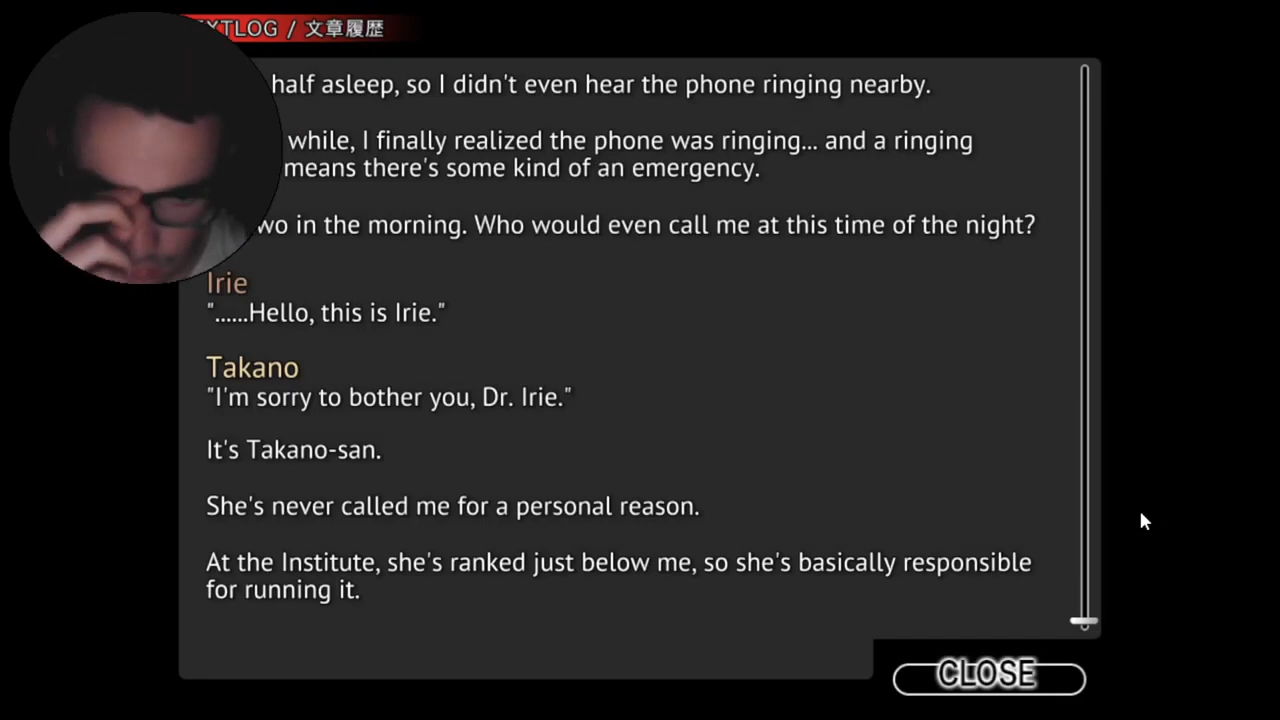 TEXTLOG / 文章履歴
half asleep, so I didn't even hear the phone ringing nearby.
while, I finally realized the phone was ringing... and a ringing
means there's some kind of an emergency.
in the morning. Who would even call me at this time of the night?
Irie
"......Hello, this is Irie."
Takano
"I'm sorry to bother you, Dr. Irie."
It's Takano-san.
She's never called me for a personal reason.
At the Institute, she's ranked just below me, so she's basically responsible
for running it.
CLOSE